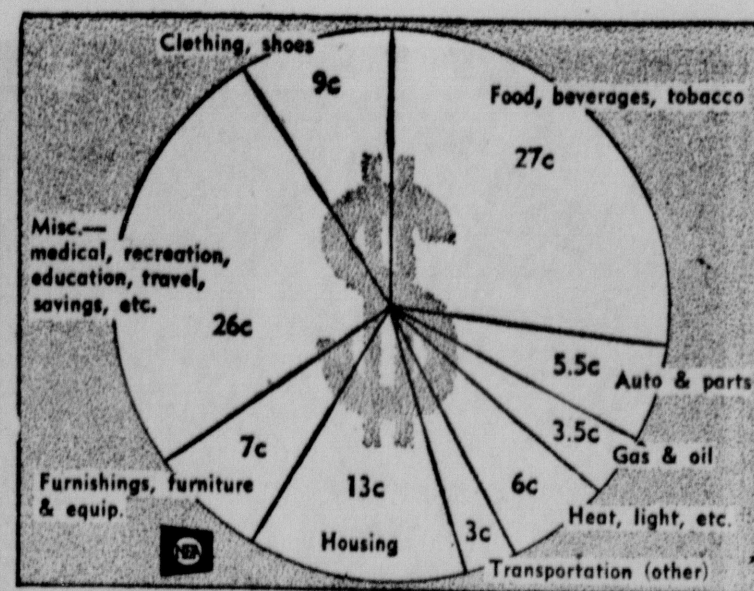 Clothing, shoes
9c
Food, beverages, tobacco
27c
Misc.—
medical, recreation,
education, travel,
savings, etc.
26c
5.5c
Auto & parts
3.5c
Gas & oil
6c
Heat, light, etc.
3c
Transportation (other)
13c
Housing
7c
Furnishings, furniture
& equip.
NEA